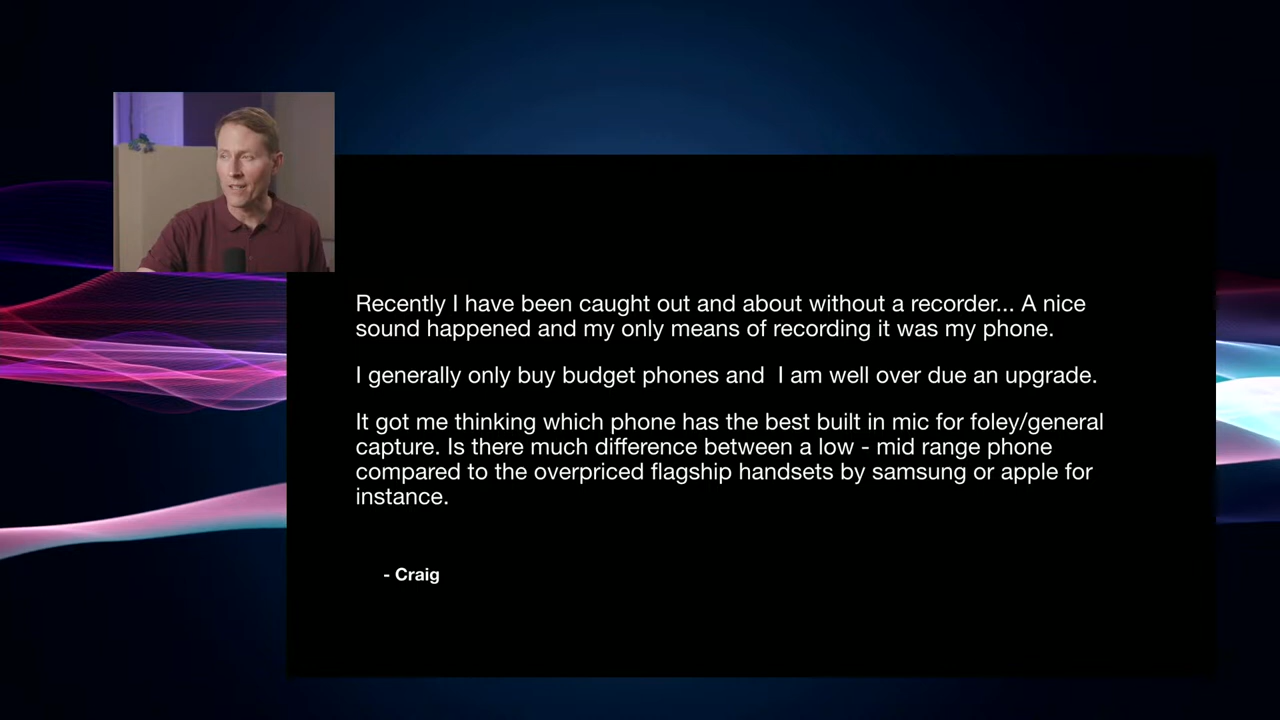 Recently I have been caught out and about without a recorder... A nice
sound happened and my only means of recording it was my phone.
I generally only buy budget phones and  I am well over due an upgrade.
It got me thinking which phone has the best built in mic for foley/general
capture. Is there much difference between a low - mid range phone
compared to the overpriced flagship handsets by samsung or apple for
instance.
- Craig